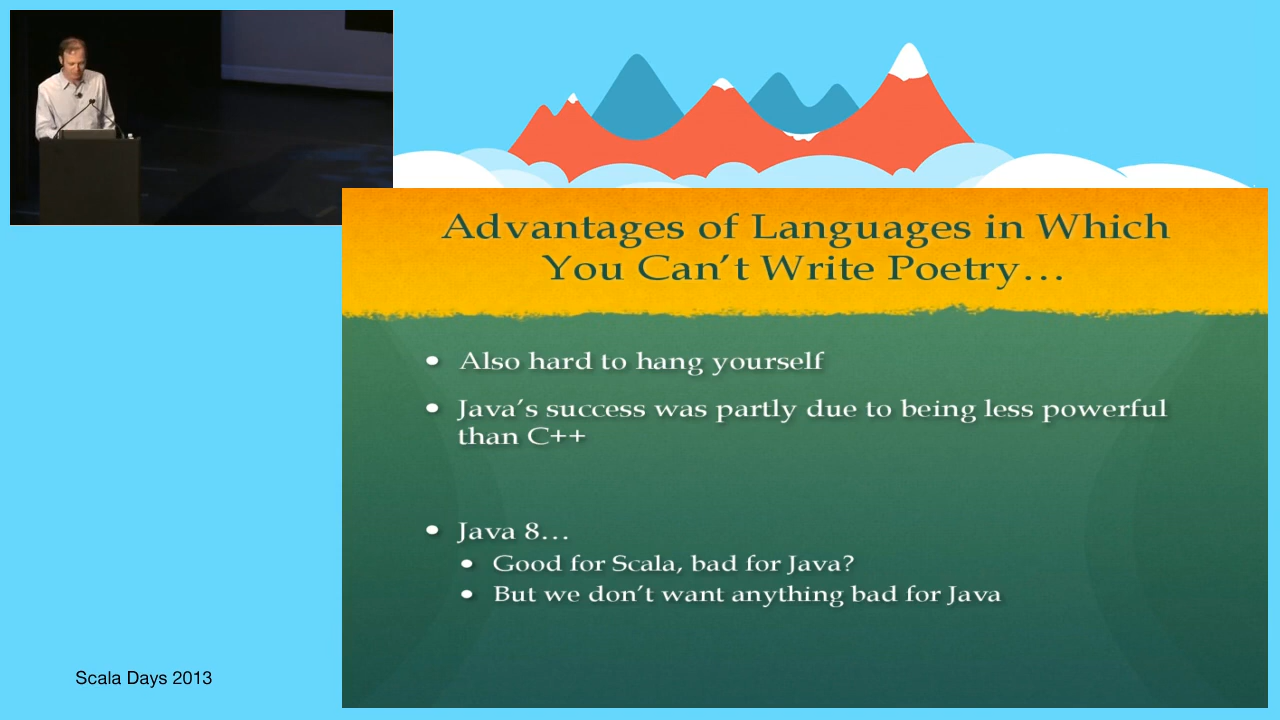 Advantages of Languages in Which
You Can't Write Poetry…
• Also hard to hang yourself
• Java's success was partly due to being less powerful
than C++
• Java 8…
• Good for Scala, bad for Java?
• But we don't want anything bad for Java
Scala Days 2013